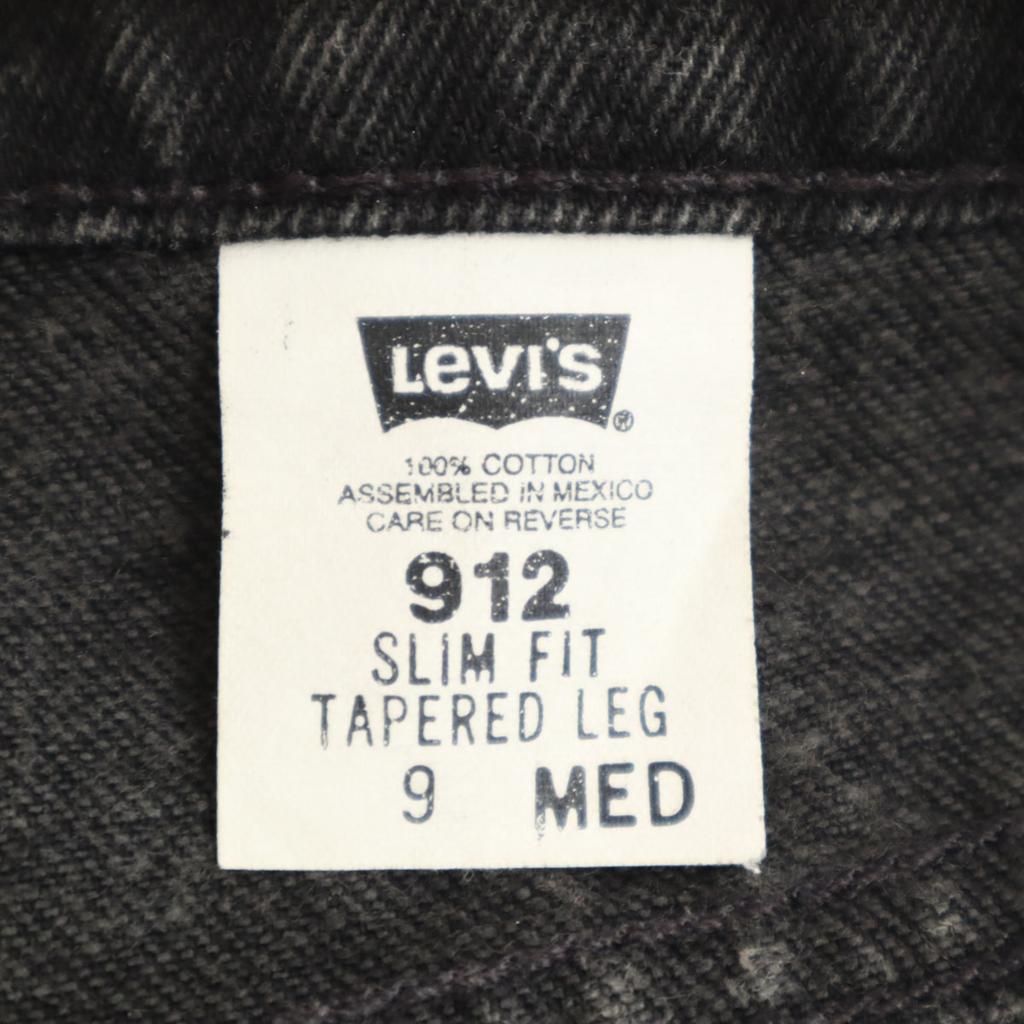 Levi's
®
100% COTTON
ASSEMBLED IN MEXICO
CARE ON REVERSE
912
SLIM FIT
TAPERED LEG
9 MED